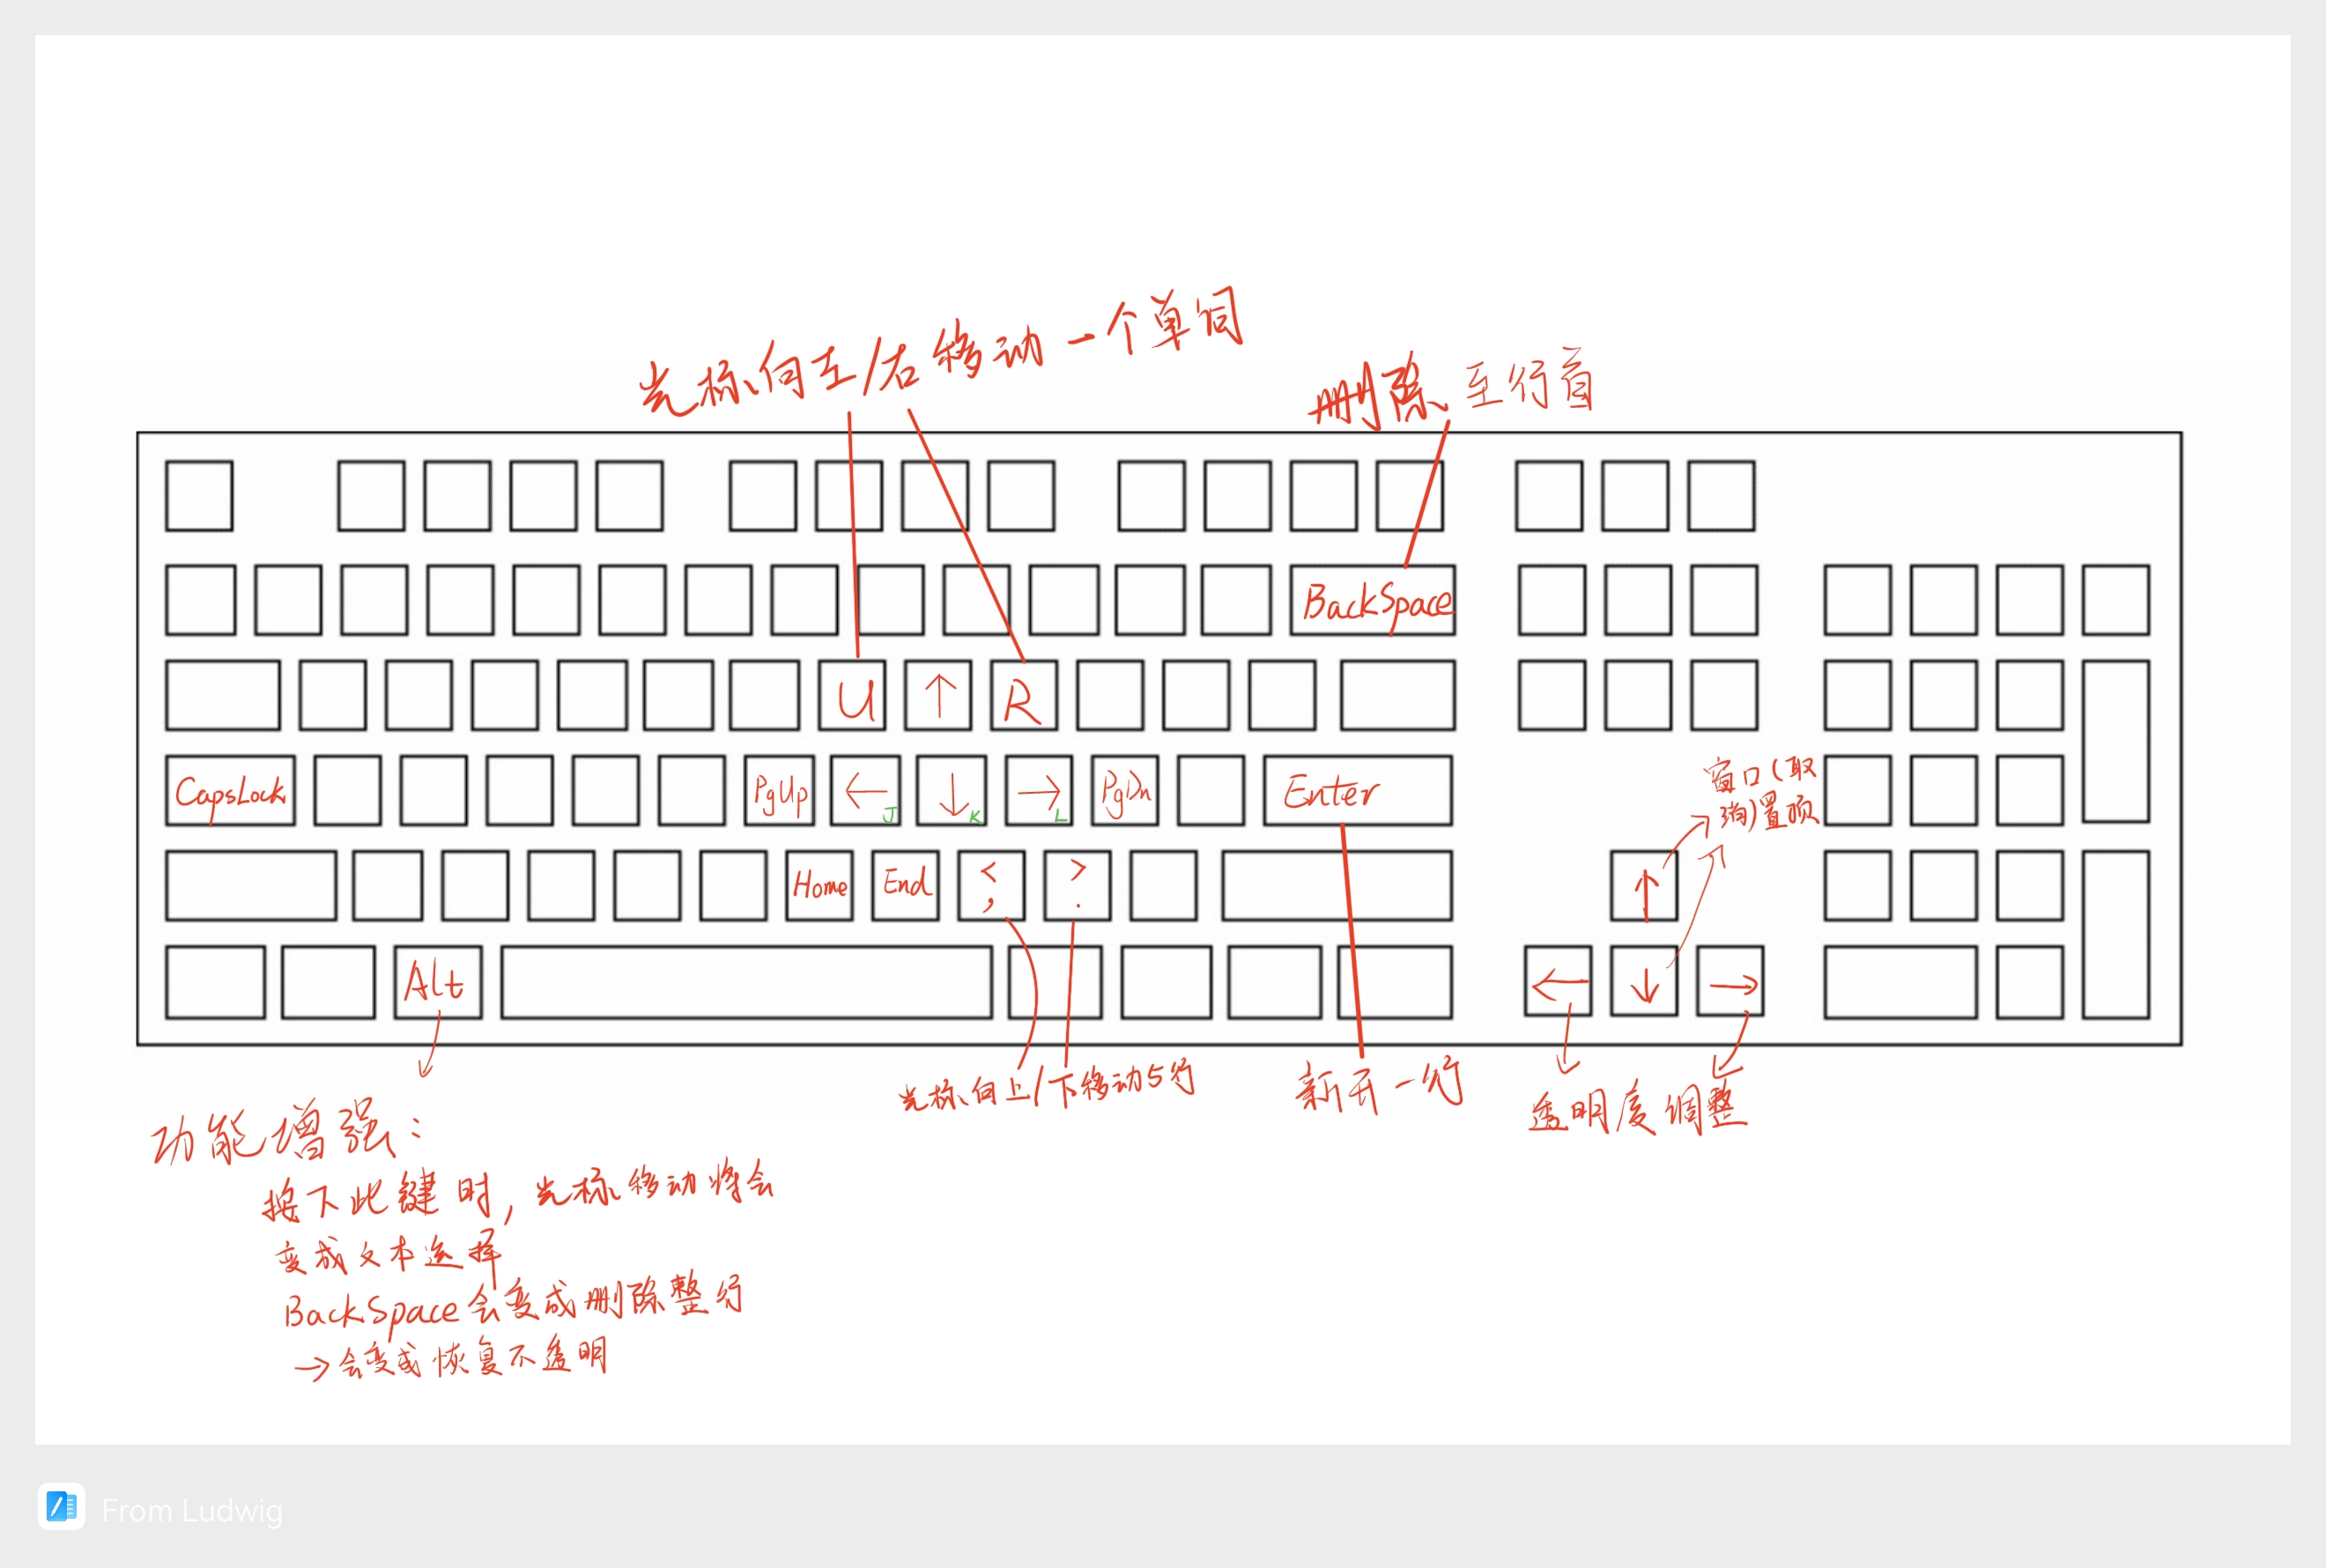 光标向左/右移动一个单词
删除至行首
BackSpace
U ↑ R
CapsLock PgUp ← J ↓ K → L PgDn Enter
窗口(取
消)置顶
Home End < , > . ↑
Alt ← ↓ →
光标向上/下移动5行
新开一行
透明度调整
功能增强:
按下此键时,光标移动将会
变成文本选择
BackSpace会变成删除整行
→会变成恢复不透明
From Ludwig